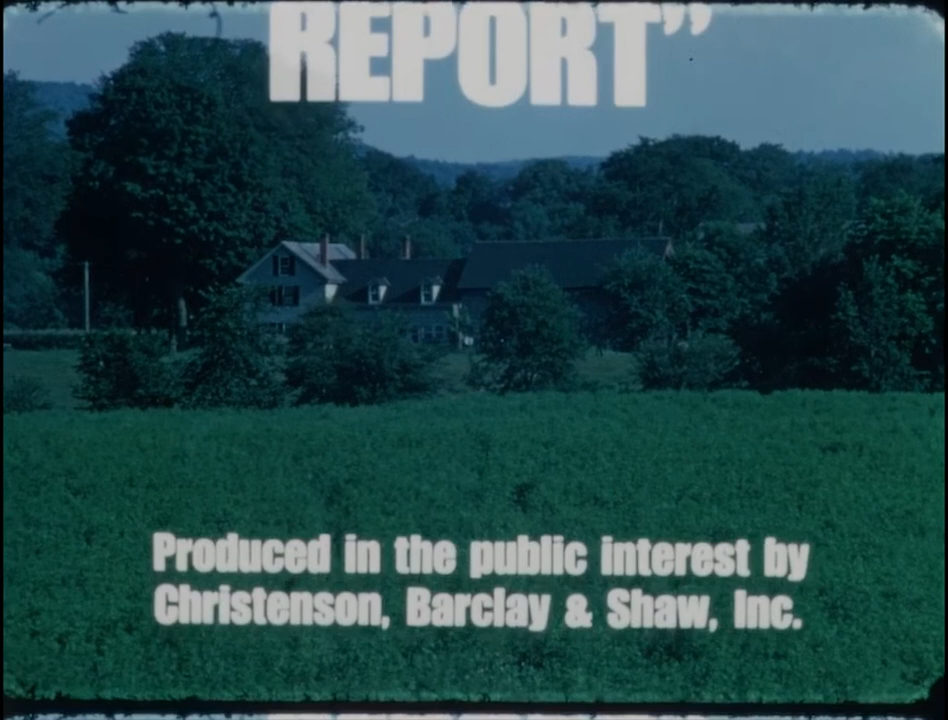 REPORT”
Produced in the public interest by
Christenson, Barclay & Shaw, Inc.